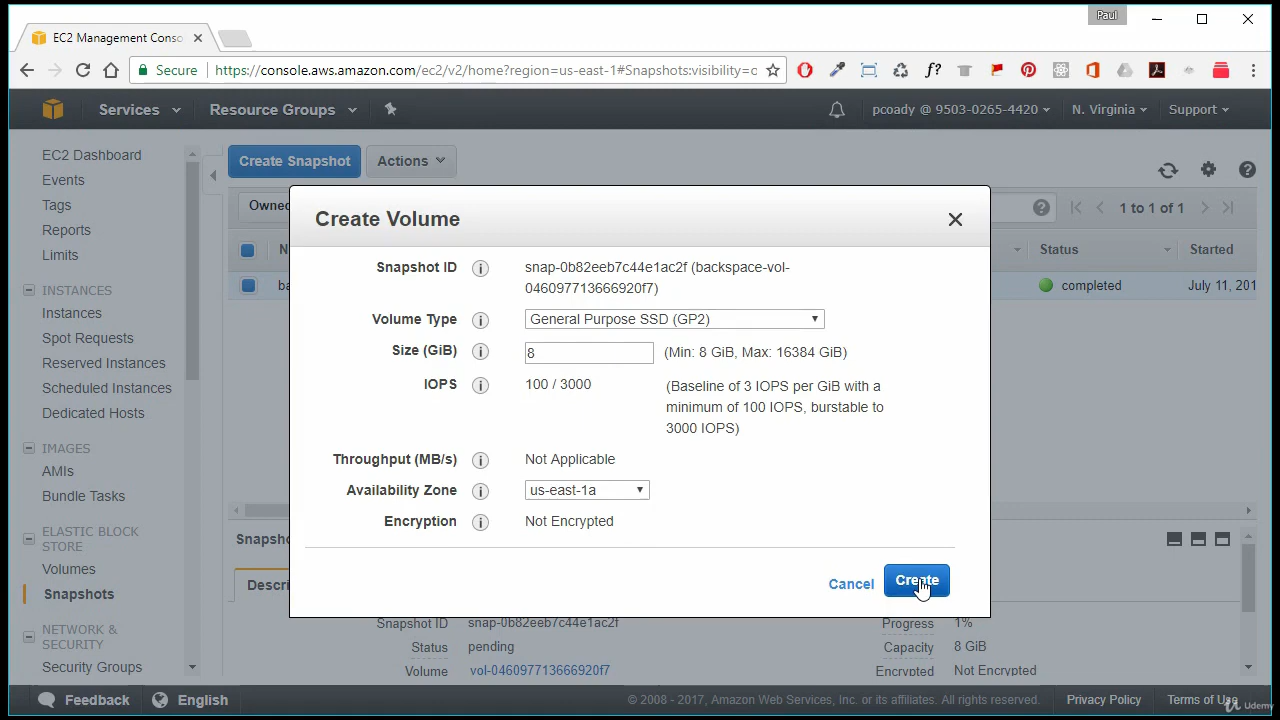 Paul
EC2 Management Conso
Secure
https://console.aws.amazon.com/ec2/v2/home?region=us-east-1#Snapshots:visibility=o
f?
Services
Resource Groups
pcoady @ 9503-0265-4420
N. Virginia
Support
EC2 Dashboard
Events
Tags
Reports
Limits
INSTANCES
Instances
Spot Requests
Reserved Instances
Scheduled Instances
Dedicated Hosts
IMAGES
AMIs
Bundle Tasks
ELASTIC BLOCK
STORE
Volumes
Snapshots
NETWORK &
SECURITY
Security Groups
Create Snapshot
Actions
Owned
1 to 1 of 1
N
Status
Started
ba
completed
July 11, 201
Create Volume
Snapshot ID
snap-0b82eeb7c44e1ac2f (backspace-vol-
046097713666920f7)
Volume Type
General Purpose SSD (GP2)
Size (GiB)
8
(Min: 8 GiB, Max: 16384 GiB)
IOPS
100 / 3000
(Baseline of 3 IOPS per GiB with a
minimum of 100 IOPS, burstable to
3000 IOPS)
Throughput (MB/s)
Not Applicable
Availability Zone
us-east-1a
Encryption
Not Encrypted
Cancel
Create
Snapsho
Descri
Snapshot ID
snap-0b82eeb7c44e1ac2f
Progress
1%
Status
pending
Capacity
8 GiB
Volume
vol-046097713666920f7
Encrypted
Not Encrypted
Feedback
English
© 2008 - 2017, Amazon Web Services, Inc. or its affiliates. All rights reserved.
Privacy Policy
Terms of Use
Udemy